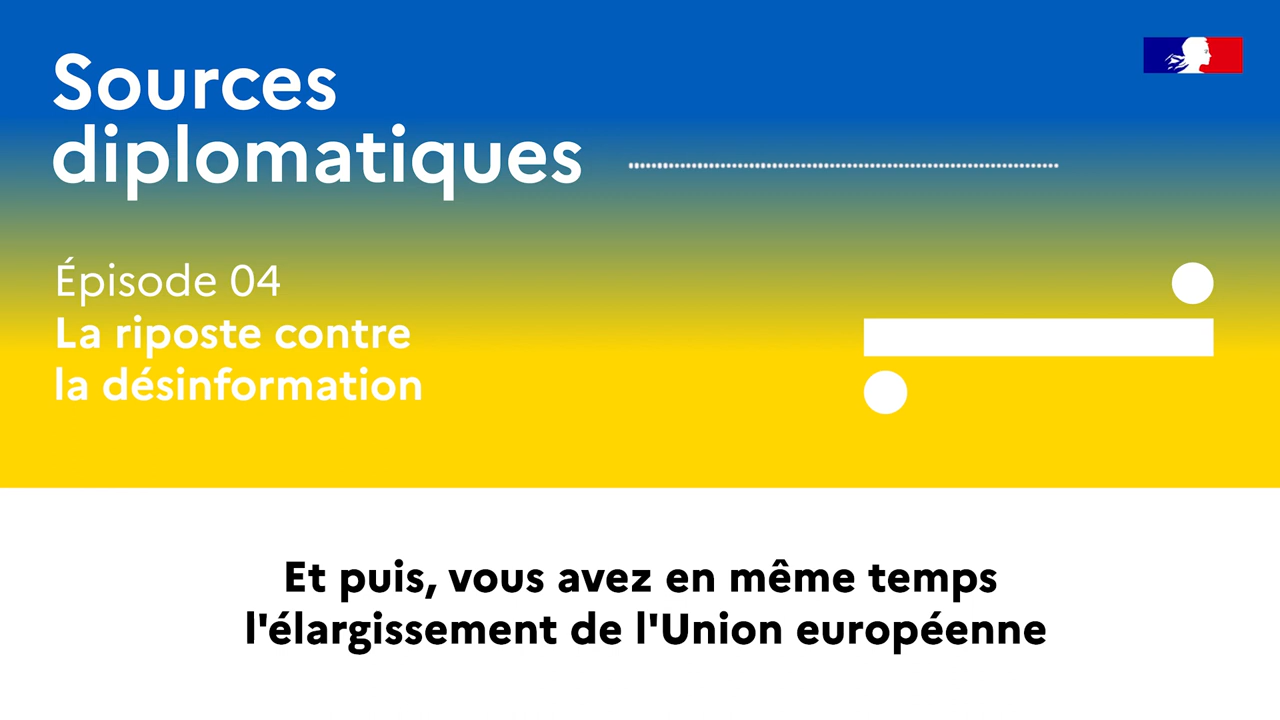 Sources
diplomatiques
Épisode 04
La riposte contre
la désinformation
Et puis, vous avez en même temps
l'élargissement de l'Union européenne